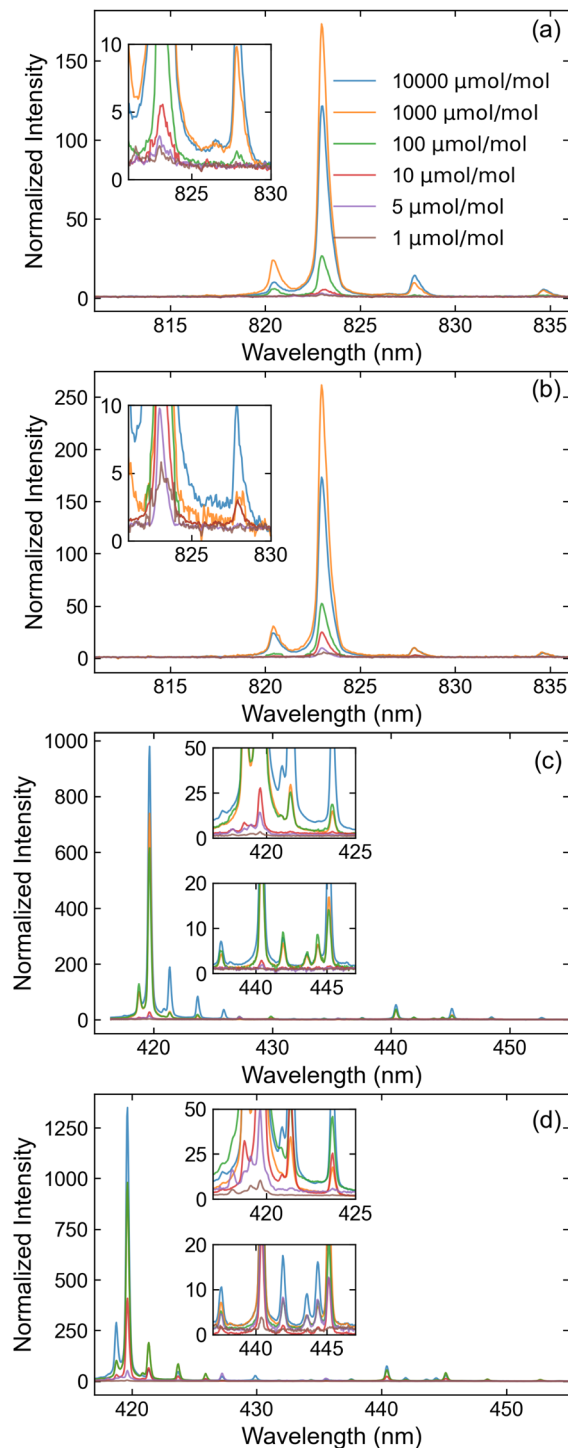 (a)
Normalized Intensity
150
100
50
0
10
5
0
825
830
10000 μmol/mol
1000 μmol/mol
100 μmol/mol
10 μmol/mol
5 μmol/mol
1 μmol/mol
815 820 825 830 835
Wavelength (nm)
(b)
Normalized Intensity
250
200
150
100
50
0
10
5
0
825 830
815 820 825 830 835
Wavelength (nm)
(c)
Normalized Intensity
1000
800
600
400
200
0
50
25
0
420 425
20
10
0
440 445
420 430 440 450
Wavelength (nm)
(d)
Normalized Intensity
1250
1000
750
500
250
0
50
25
0
420 425
20
10
0
440 445
420 430 440 450
Wavelength (nm)